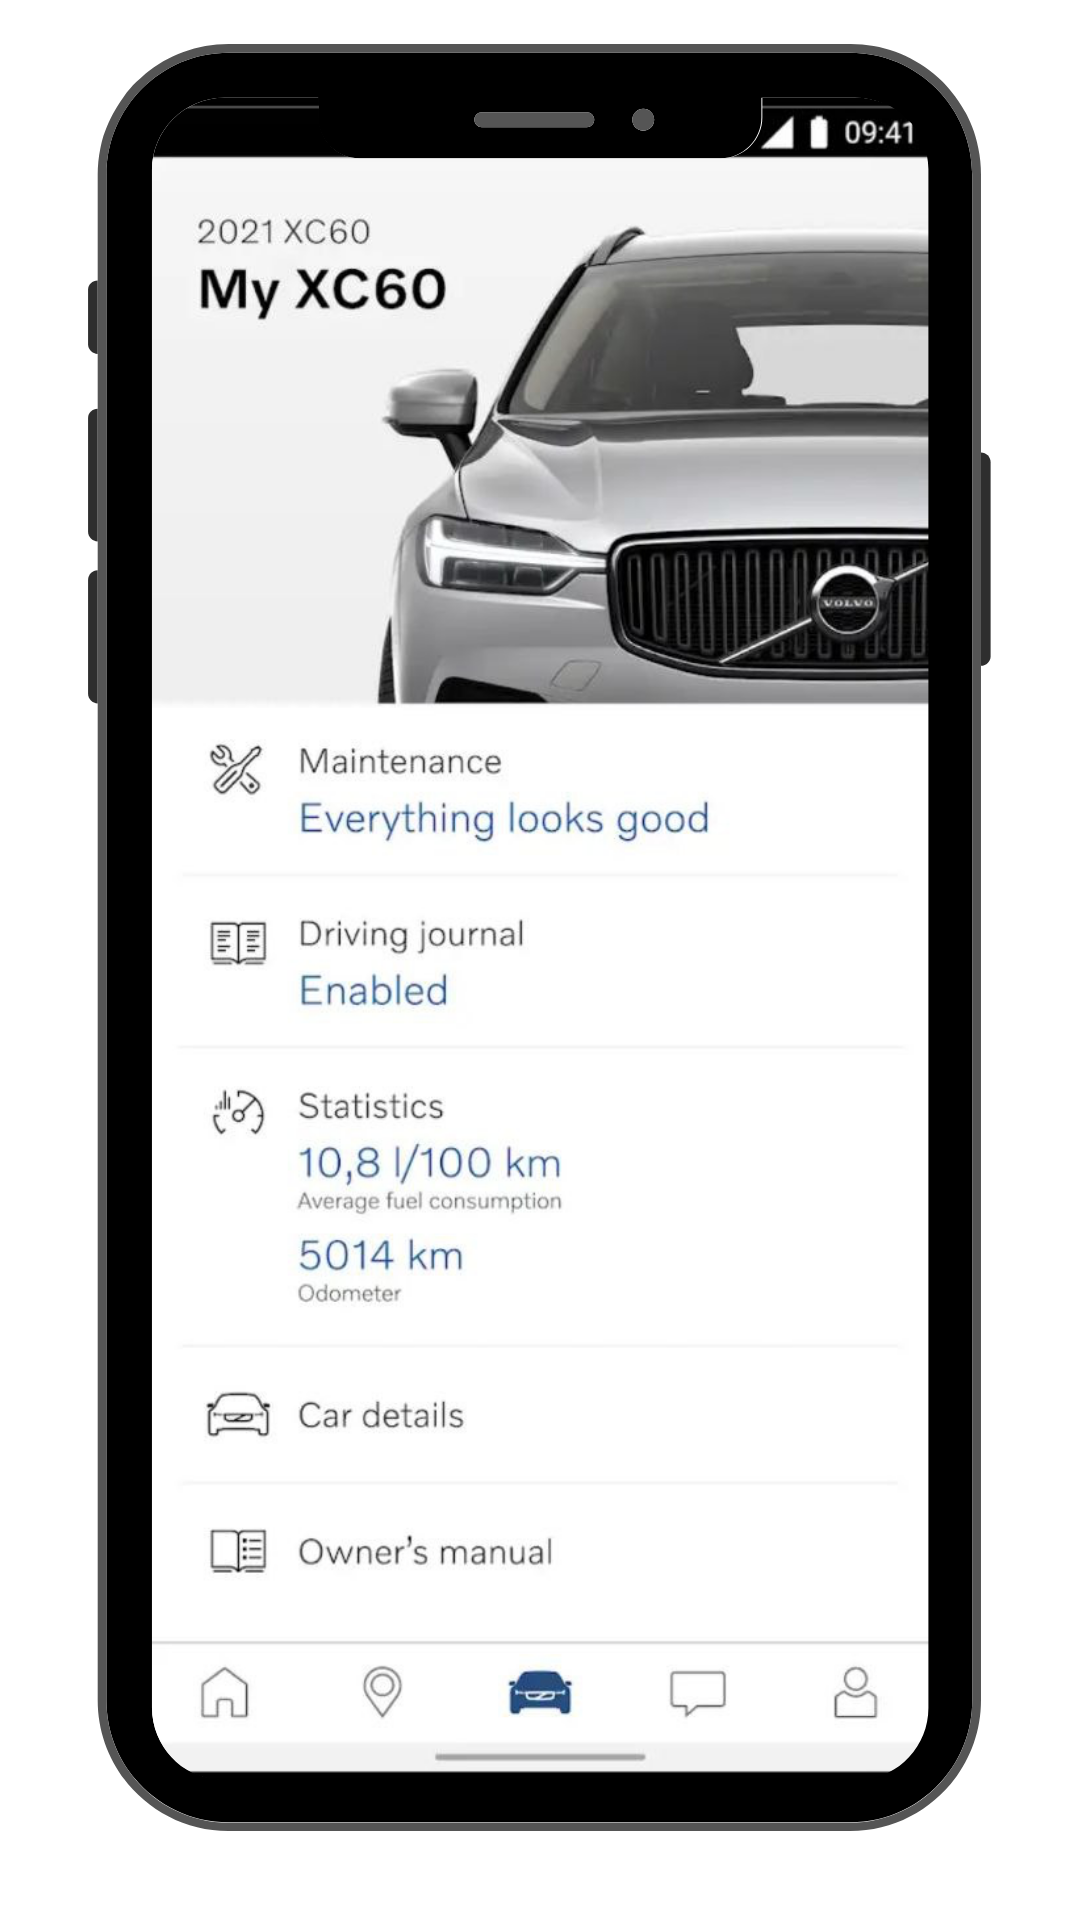 09:41
2021 XC60
My XC60
VOLVO
Maintenance
Everything looks good
Driving journal
Enabled
Statistics
10,8 l/100 km
Average fuel consumption
5014 km
Odometer
Car details
Owner’s manual